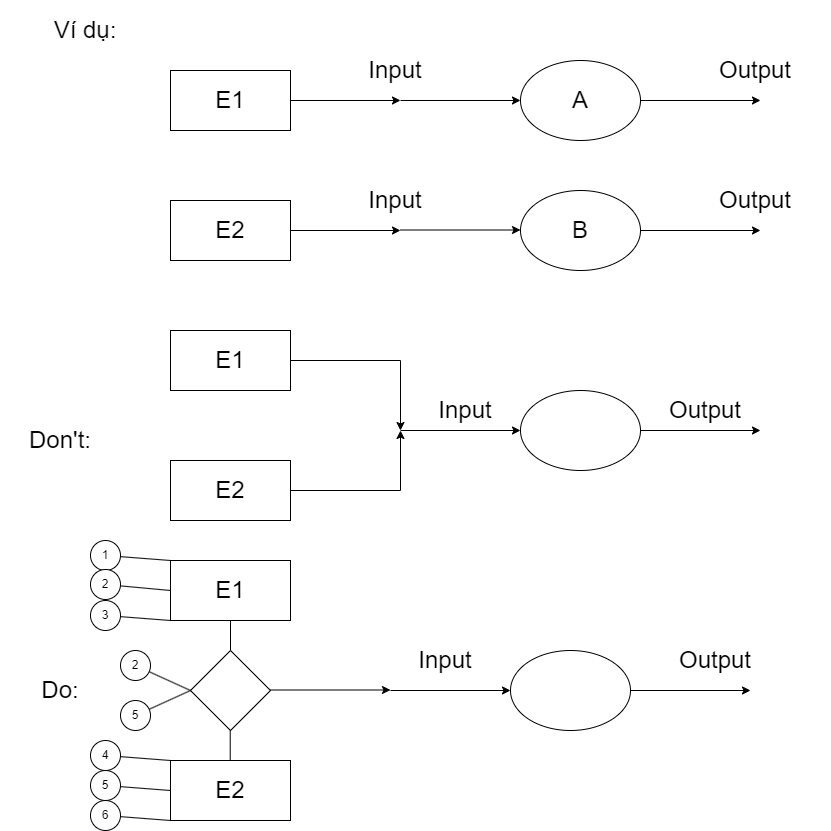 Ví dụ:
Input
Output
E1
A
Input
Output
E2
B
E1
Input
Output
Don't:
E2
1
2
E1
3
2
Input
Output
Do:
5
4
5
E2
6